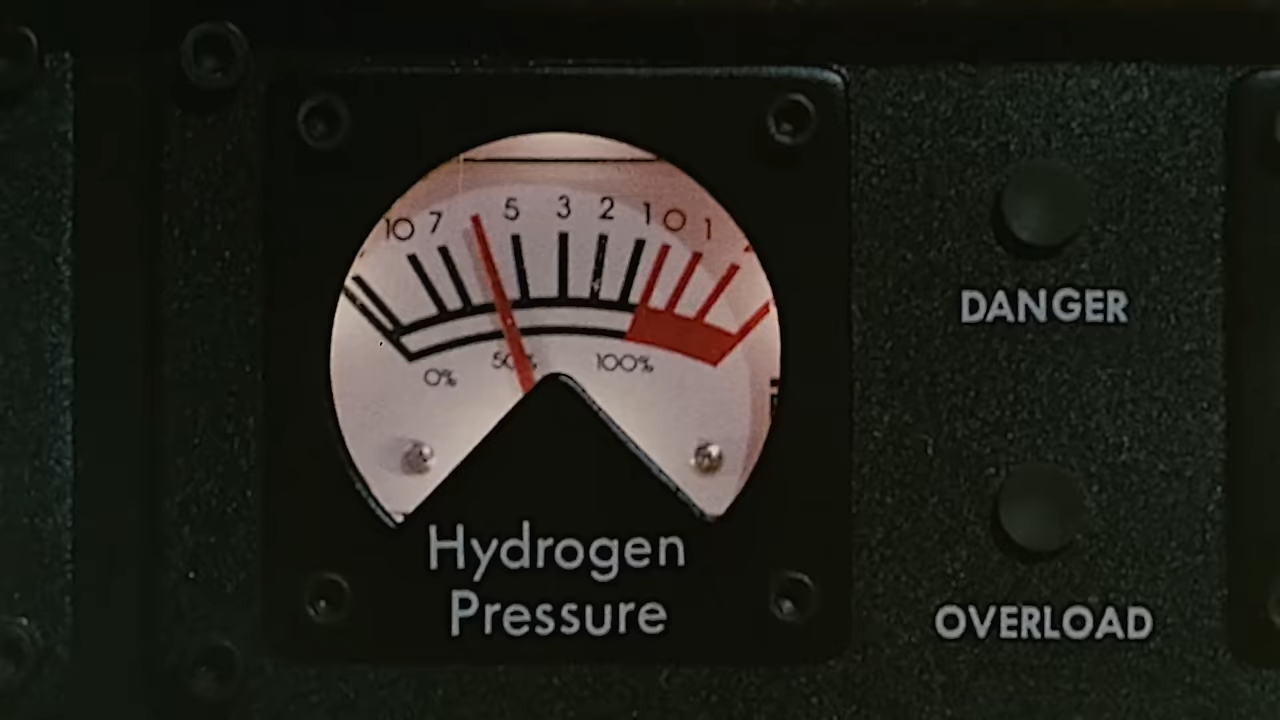 10 7 5 3 2 1 0 1
0% 50% 100%
Hydrogen
Pressure
DANGER
OVERLOAD